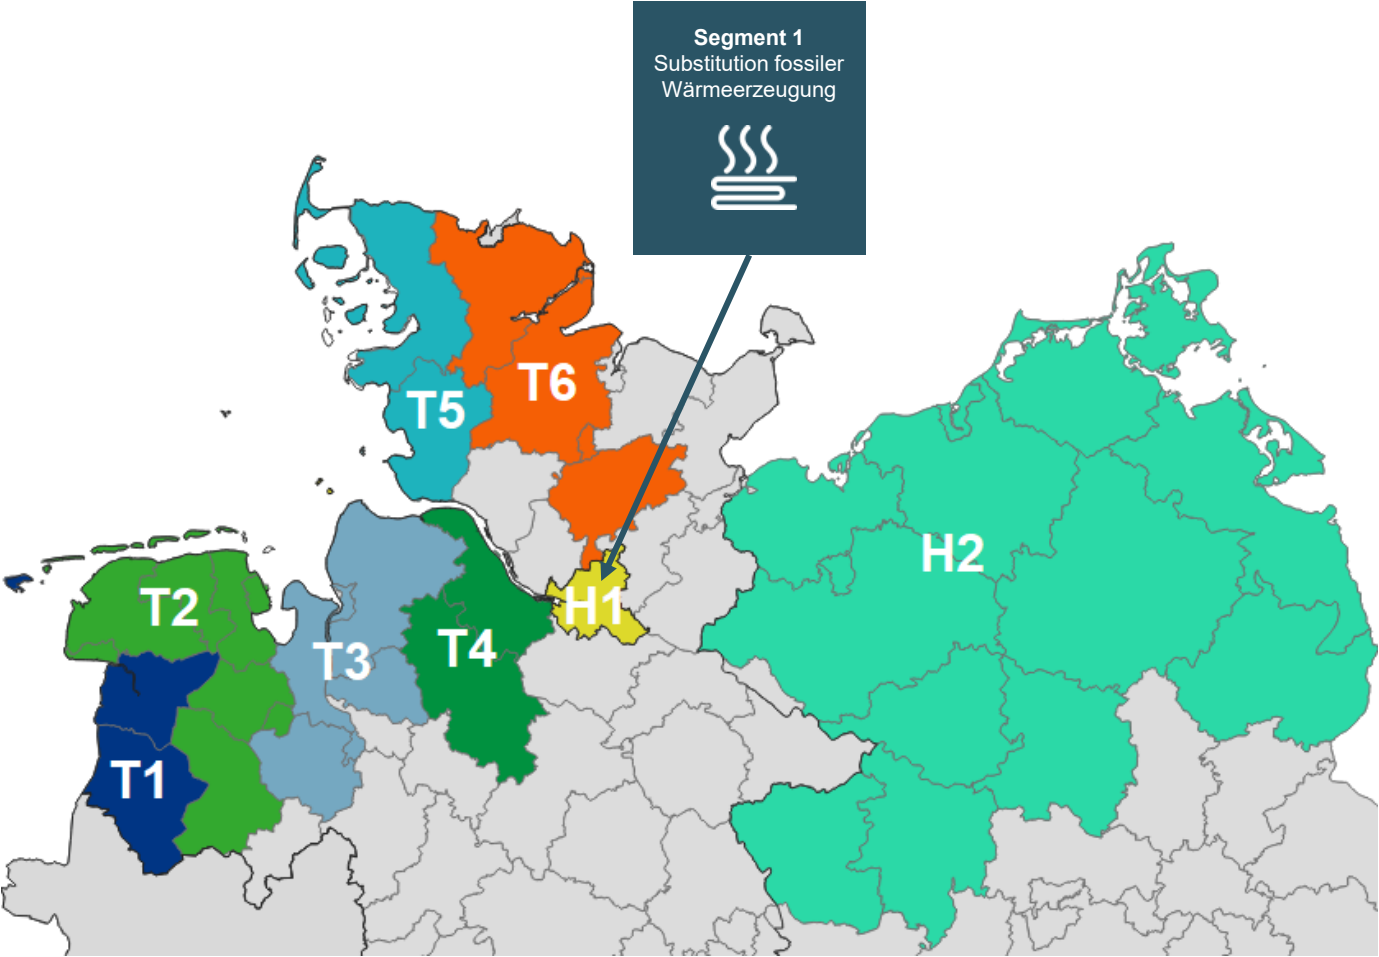 Segment 1
Substitution fossiler
Wärmeerzeugung
T6
T5
H2
H1
T2
T4
T3
T1